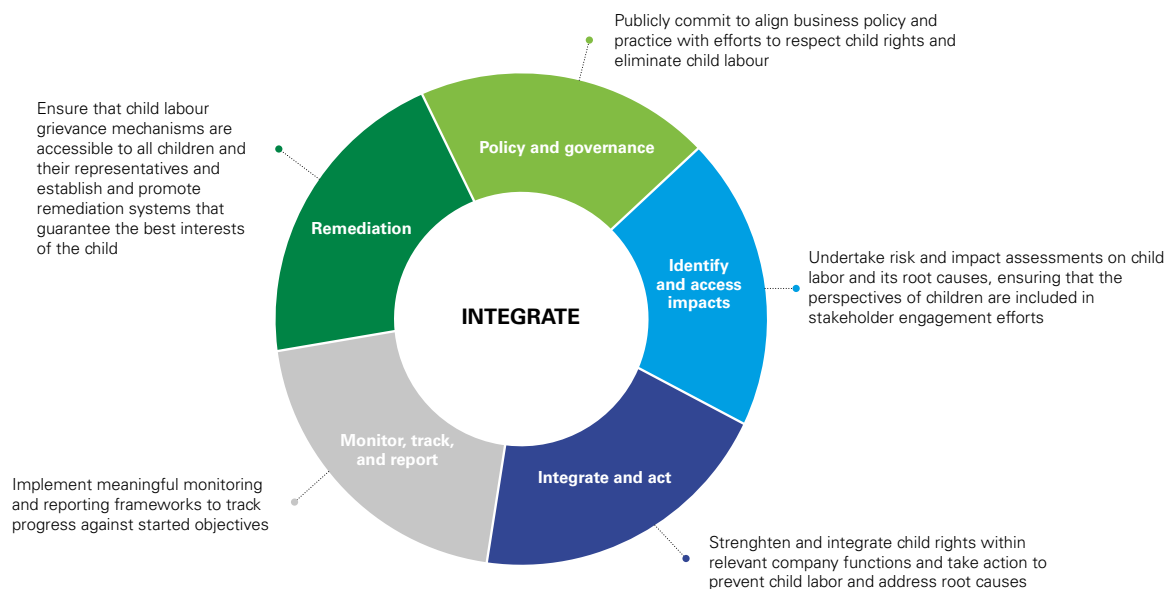 Publicly commit to align business policy and
practice with efforts to respect child rights and
eliminate child labour
Ensure that child labour
grievance mechanisms are
accessible to all children and
their representatives and
establish and promote
remediation systems that
guarantee the best interests
of the child
Policy and governance
Remediation
Identify
and access
impacts
Undertake risk and impact assessments on child
labor and its root causes, ensuring that the
perspectives of children are included in
stakeholder engagement efforts
INTEGRATE
Monitor, track,
and report
Integrate and act
Implement meaningful monitoring
and reporting frameworks to track
progress against started objectives
Strenghten and integrate child rights within
relevant company functions and take action to
prevent child labor and address root causes